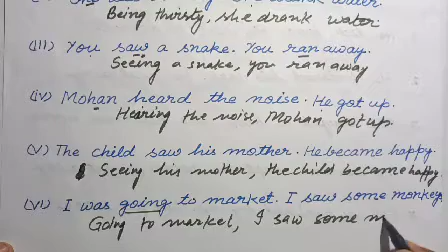 Being thirsty, she drank water.
(III) You saw a snake. You ran away.
Seeing a snake, you ran away
(IV) Mohan heard the noise. He got up.
Hearing the noise, Mohan got up
(V) The child saw his mother. He became happy.
Seeing his mother, the child became happy.
(VI) I was going to market. I saw some monkey
Going to market, I saw some m